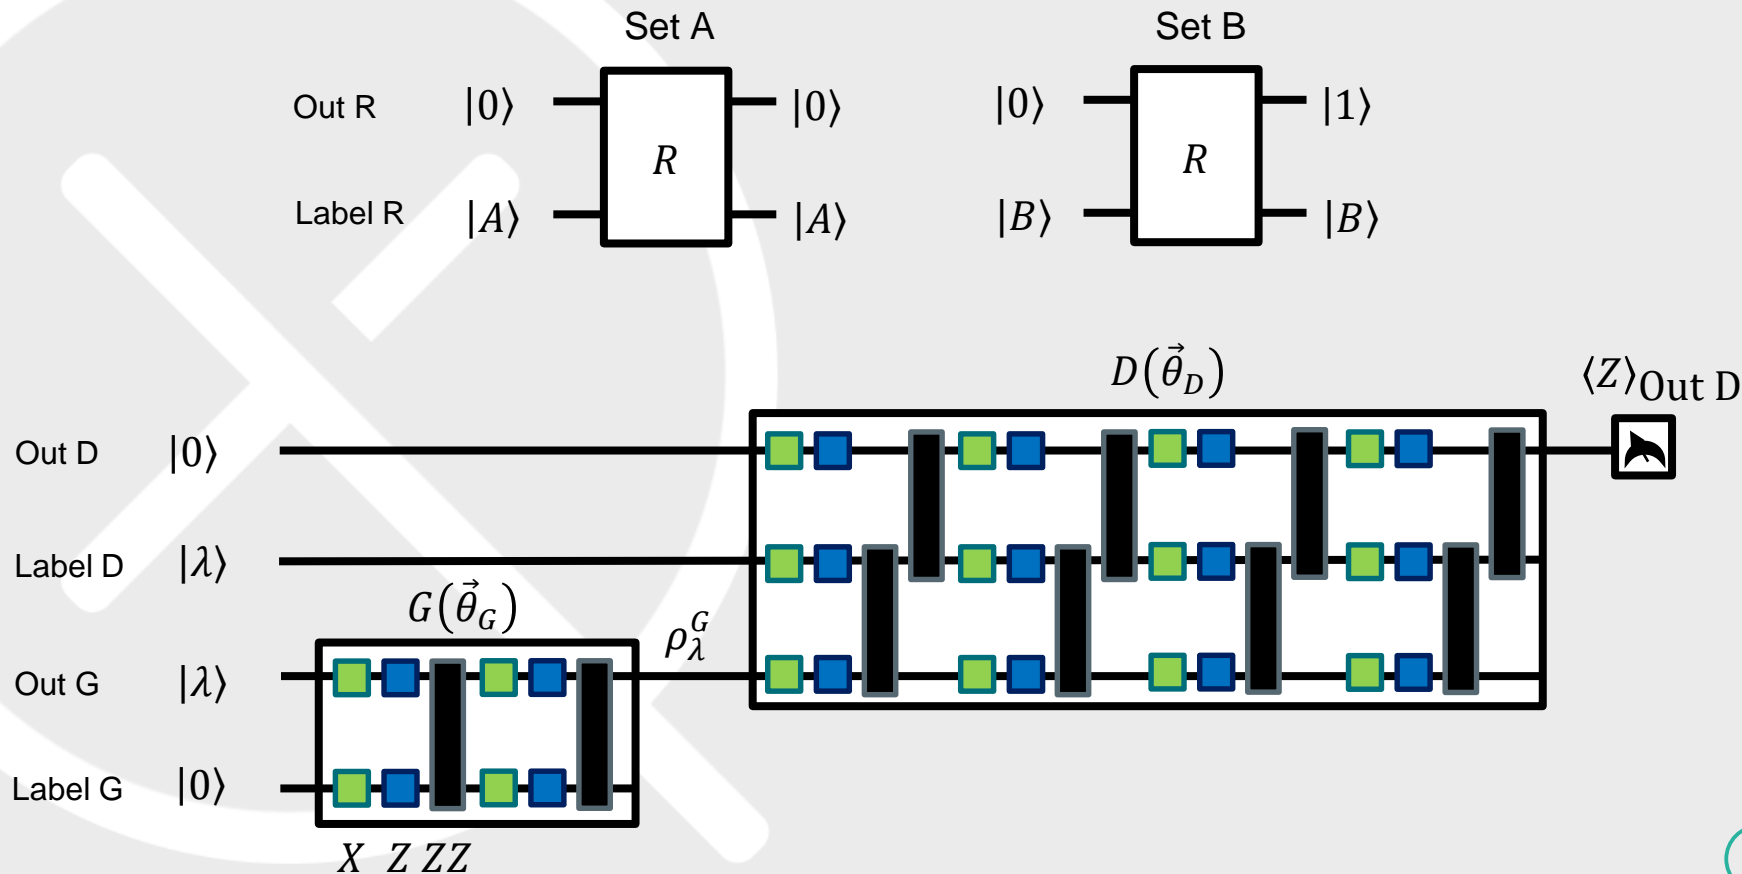 Set A Set B
Out R |0⟩ |0⟩ |0⟩ |1⟩
R R
Label R |A⟩ |A⟩ |B⟩ |B⟩
D(θ⃗_D) ⟨Z⟩_Out D
Out D |0⟩
Label D |λ⟩
G(θ⃗_G) ρ_λ^G
Out G |λ⟩
Label G |0⟩
X Z ZZ